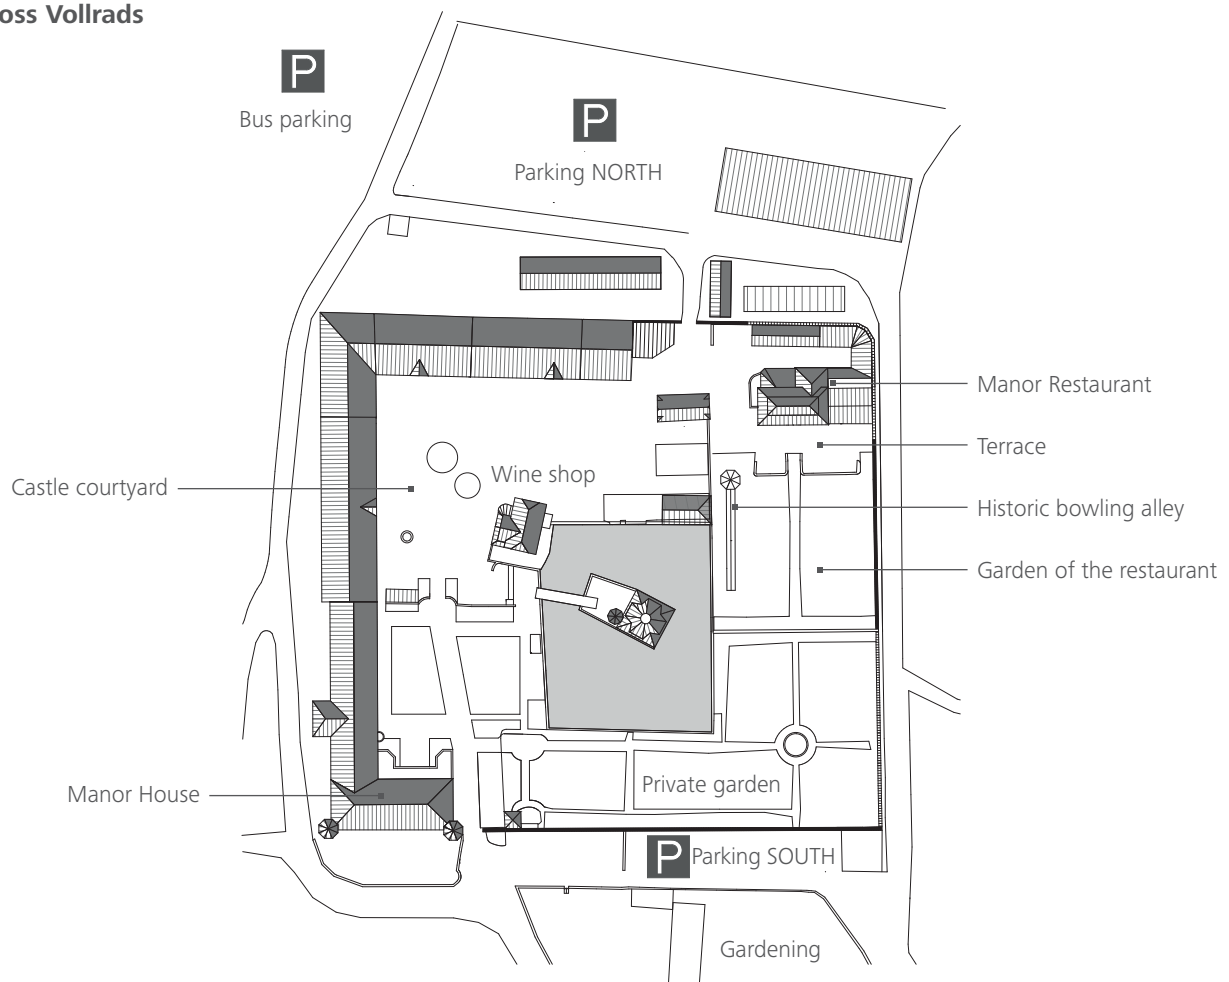 oss Vollrads
P
Bus parking
P
Parking NORTH
Manor Restaurant
Terrace
Wine shop
Castle courtyard
Historic bowling alley
Garden of the restaurant
Private garden
Manor House
P
Parking SOUTH
Gardening